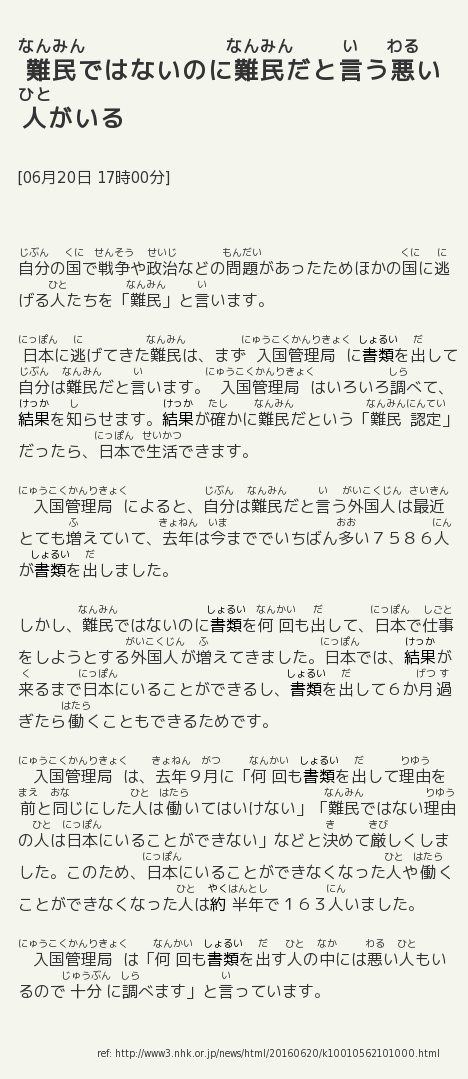 なんみん なんみん い わる
難民ではないのに難民だと言う悪い
ひと
人がいる
[06月20日 17時00分]
じぶん くに せんそう せいじ もんだい くに に
自分の国で戦争や政治などの問題があったためほかの国に逃
ひと なんみん い
げる人たちを「難民」と言います。
にっぽん に なんみん にゅうこくかんりきょく しょるい だ
日本に逃げてきた難民は、まず 入国管理局 に書類を出して
じぶん なんみん い にゅうこくかんりきょく しら
自分は難民だと言います。 入国管理局 はいろいろ調べて、
けっか し けっか たし なんみん なんみんにんてい
結果を知らせます。結果が確かに難民だという「難民 認定」
にっぽん せいかつ
だったら、日本で生活できます。
にゅうこくかんりきょく じぶん なんみん い がいこくじん さいきん
入国管理局 によると、自分は難民だと言う外国人は最近
ふ きょねん いま おお にん
とても増えていて、去年は今まででいちばん多い７５８６人
しょるい だ
が書類を出しました。
なんみん しょるい なんかい だ にっぽん しごと
しかし、難民ではないのに書類を何 回も出して、日本で仕事
がいこくじん ふ にっぽん けっか
をしようとする外国人が増えてきました。日本では、結果が
く にっぽん しょるい だ げつ す
来るまで日本にいることができるし、書類を出して６か月 過
はたら
ぎたら働くこともできるためです。
にゅうこくかんりきょく きょねん がつ なんかい しょるい だ りゆう
入国管理局 は、去年９月に「何 回も書類を出して理由を
まえ おな ひと はたら なんみん りゆう
前と同じにした人は働いてはいけない」「難民ではない理由
ひと にっぽん き きび
の人は日本にいることができない」などと決めて厳しくしま
にっぽん ひと はたら
した。このため、日本にいることができなくなった人や働く
ひと やくはんとし にん
ことができなくなった人は約 半年で１６３人いました。
にゅうこくかんりきょく なんかい しょるい だ ひと なか わる ひと
入国管理局 は「何 回も書類を出す人の中には悪い人もい
じゅうぶん しら い
るので 十分 に調べます」と言っています。
ref: http://www3.nhk.or.jp/news/html/20160620/k10010562101000.html